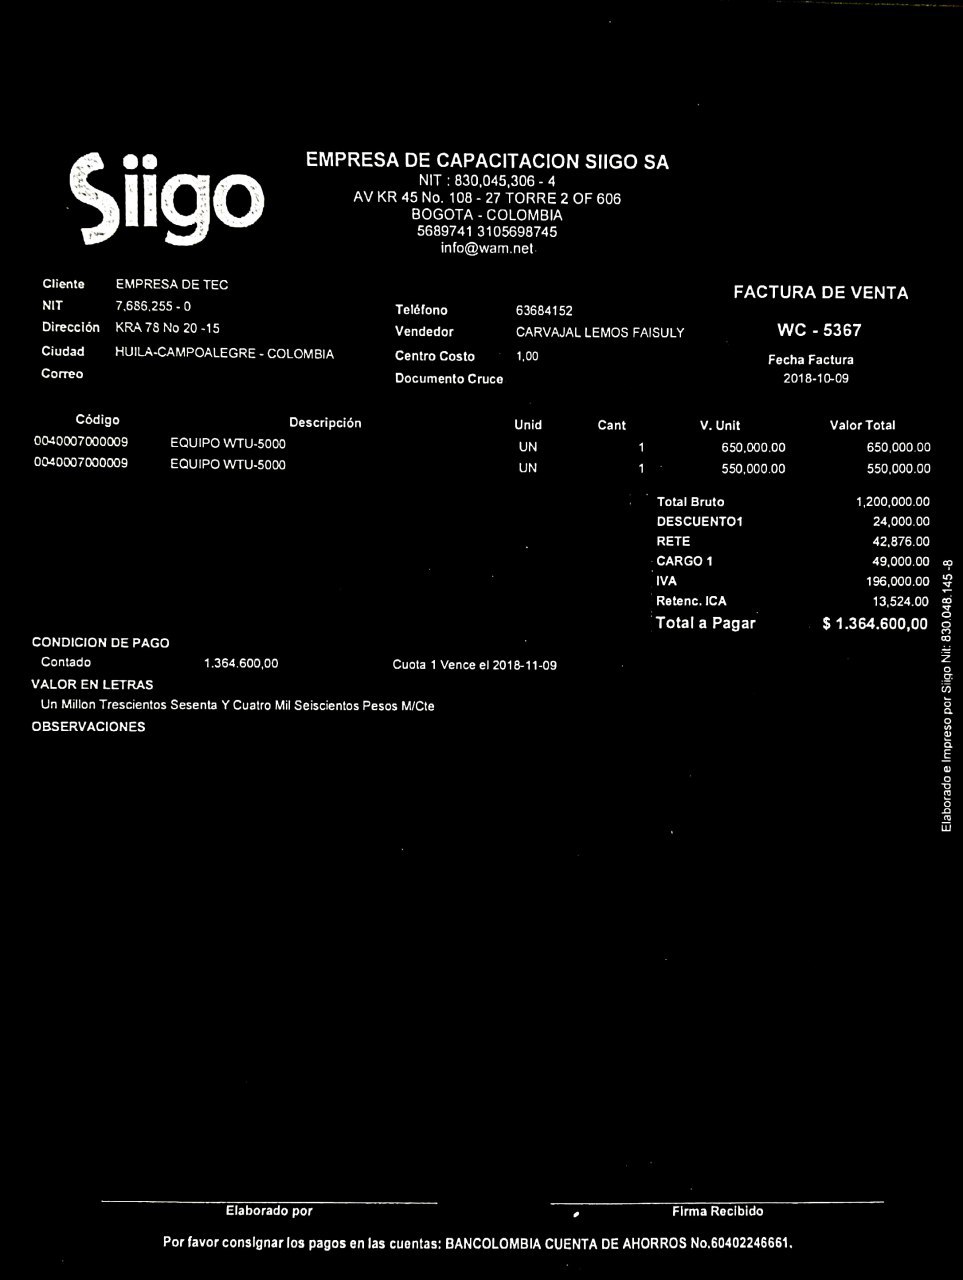 Siigo
EMPRESA DE CAPACITACION SIIGO SA
NIT : 830,045,306 - 4
AV KR 45 No. 108 - 27 TORRE 2 OF 606
BOGOTA - COLOMBIA
5689741 3105698745
info@wam.net
Cliente EMPRESA DE TEC
NIT 7,686,255 - 0
Dirección KRA 78 No 20 -15
Ciudad HUILA-CAMPOALEGRE - COLOMBIA
Correo
Teléfono 63684152
Vendedor CARVAJAL LEMOS FAISULY
Centro Costo 1,00
Documento Cruce
FACTURA DE VENTA
WC - 5367
Fecha Factura
2018-10-09
Código Descripción Unid Cant V. Unit Valor Total
0040007000009 EQUIPO WTU-5000 UN 1 650,000.00 650,000.00
0040007000009 EQUIPO WTU-5000 UN 1 550,000.00 550,000.00
Total Bruto 1,200,000.00
DESCUENTO1 24,000.00
RETE 42,876.00
CARGO 1 49,000.00
IVA 196,000.00
Retenc. ICA 13,524.00
Total a Pagar $ 1.364.600,00
CONDICION DE PAGO
Contado 1.364.600,00 Cuota 1 Vence el 2018-11-09
VALOR EN LETRAS
Un Millon Trescientos Sesenta Y Cuatro Mil Seiscientos Pesos M/Cte
OBSERVACIONES
Elaborado e Impreso por Siigo Nit: 830.048.145 -8
Elaborado por
Firma Recibido
Por favor consignar los pagos en las cuentas: BANCOLOMBIA CUENTA DE AHORROS No.60402246661.